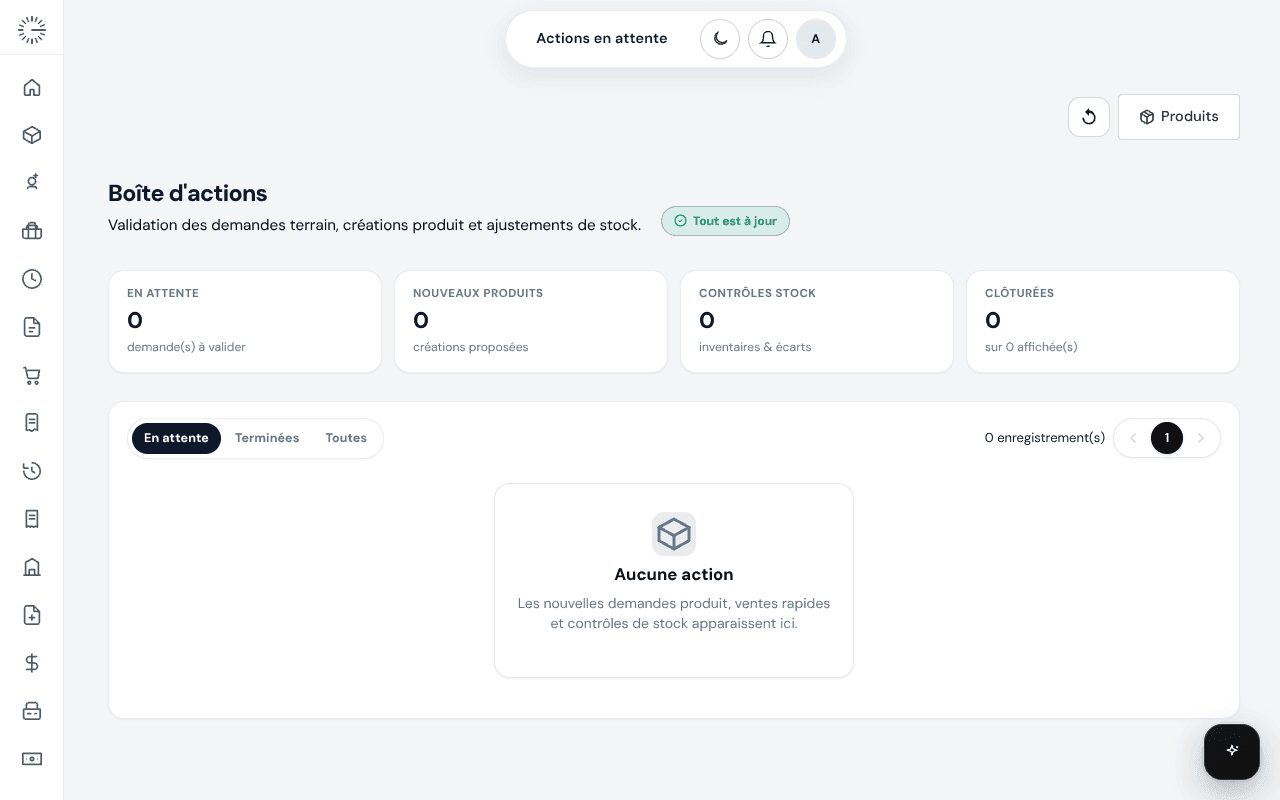 Actions en attente
A
Produits
Boîte d'actions
Validation des demandes terrain, créations produit et ajustements de stock.
Tout est à jour
EN ATTENTE
0
demande(s) à valider
NOUVEAUX PRODUITS
0
créations proposées
CONTRÔLES STOCK
0
inventaires & écarts
CLÔTURÉES
0
sur 0 affichée(s)
En attente
Terminées
Toutes
0 enregistrement(s)
1
Aucune action
Les nouvelles demandes produit, ventes rapides
et contrôles de stock apparaissent ici.